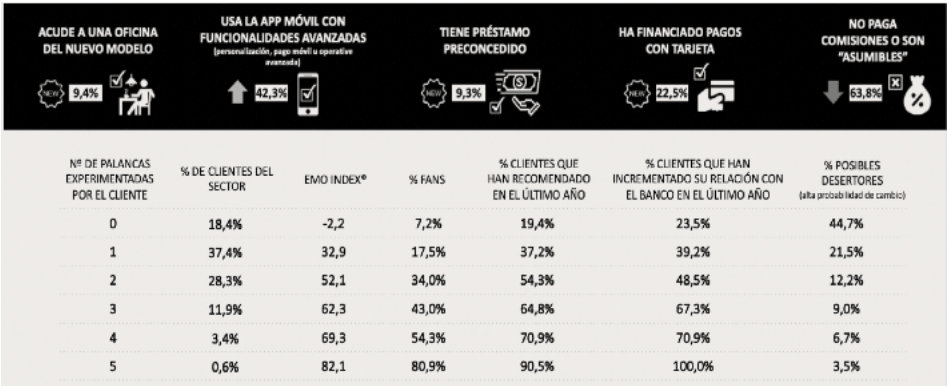 ACUDE A UNA OFICINA
DEL NUEVO MODELO
NEW 9,4%
USA LA APP MÓVIL CON
FUNCIONALIDADES AVANZADAS
(personalización, pago móvil u operative
avanzada)
42,3%
TIENE PRÉSTAMO
PRECONCEDIDO
NEW 9,3%
HA FINANCIADO PAGOS
CON TARJETA
NEW 22,5%
NO PAGA
COMISIONES O SON
"ASUMIBLES"
63,8%
Nº DE PALANCAS
EXPERIMENTADAS
POR EL CLIENTE
% DE CLIENTES DEL
SECTOR
EMO INDEX®
% FANS
% CLIENTES QUE
HAN RECOMENDADO
EN EL ÚLTIMO AÑO
% CLIENTES QUE HAN
INCREMENTADO SU RELACIÓN CON
EL BANCO EN EL ÚLTIMO AÑO
% POSIBLES
DESERTORES
(alta probabilidad de cambio)
0 18,4% -2,2 7,2% 19,4% 23,5% 44,7%
1 37,4% 32,9 17,5% 37,2% 39,2% 21,5%
2 28,3% 52,1 34,0% 54,3% 48,5% 12,2%
3 11,9% 62,3 43,0% 64,8% 67,3% 9,0%
4 3,4% 69,3 54,3% 70,9% 70,9% 6,7%
5 0,6% 82,1 80,9% 90,5% 100,0% 3,5%